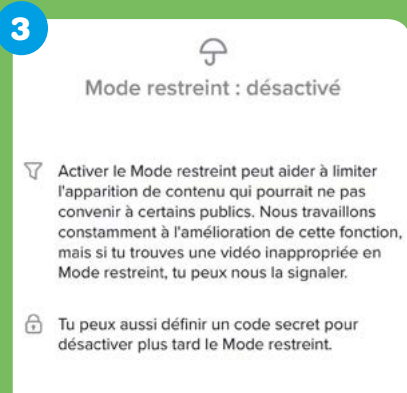 3
Mode restreint : désactivé
Activer le Mode restreint peut aider à limiter
l'apparition de contenu qui pourrait ne pas
convenir à certains publics. Nous travaillons
constamment à l'amélioration de cette fonction,
mais si tu trouves une vidéo inappropriée en
Mode restreint, tu peux nous la signaler.
Tu peux aussi définir un code secret pour
désactiver plus tard le Mode restreint.